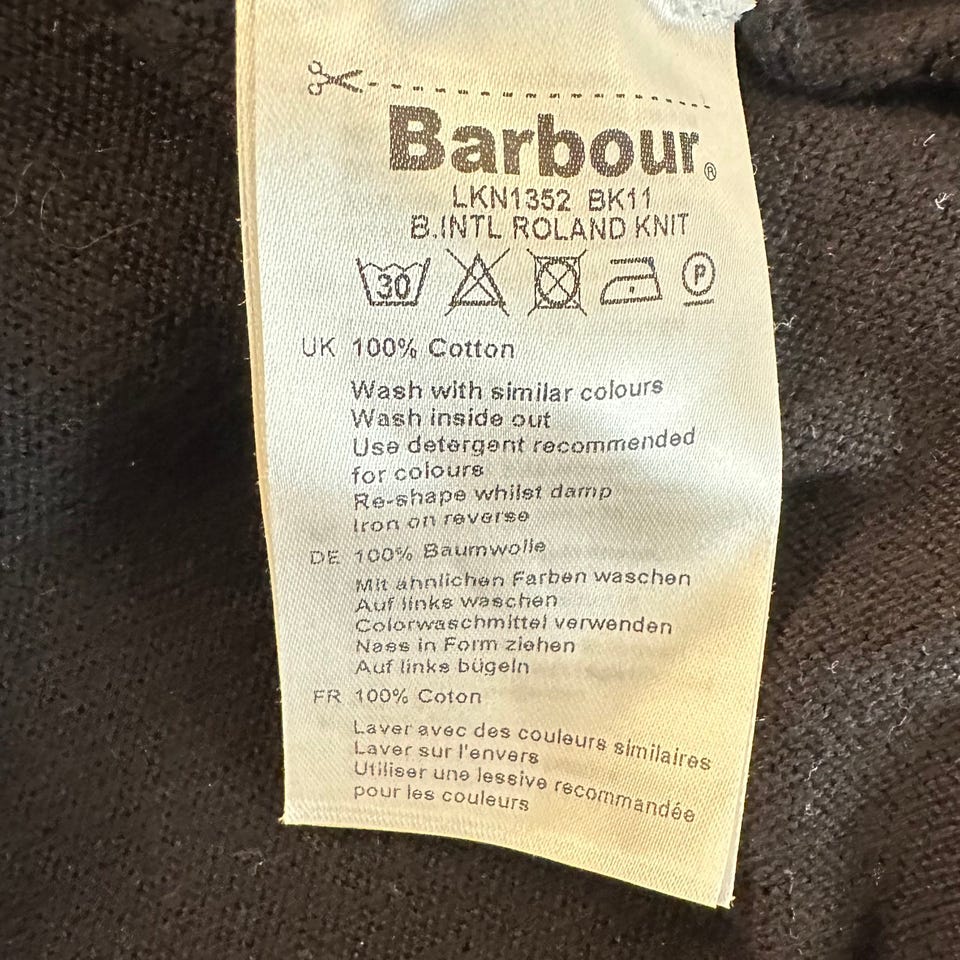 Barbour®
LKN1352 BK11
B.INTL ROLAND KNIT
30 P
UK 100% Cotton
Wash with similar colours
Wash inside out
Use detergent recommended
for colours
Re-shape whilst damp
Iron on reverse
DE 100% Baumwolle
Mit ähnlichen Farben waschen
Auf links waschen
Colorwaschmittel verwenden
Nass in Form ziehen
Auf links bügeln
FR 100% Coton
Laver avec des couleurs similaires
Laver sur l'envers
Utiliser une lessive recommandée
pour les couleurs